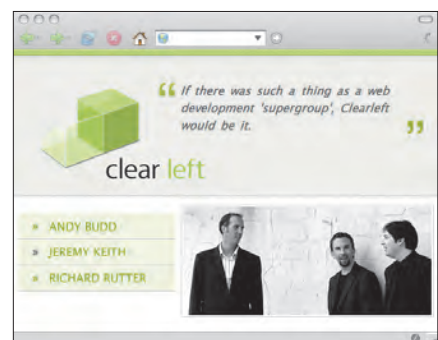 “ If there was such a thing as a web
development 'supergroup', Clearleft
would be it. ”
clear left
» ANDY BUDD
» JEREMY KEITH
» RICHARD RUTTER